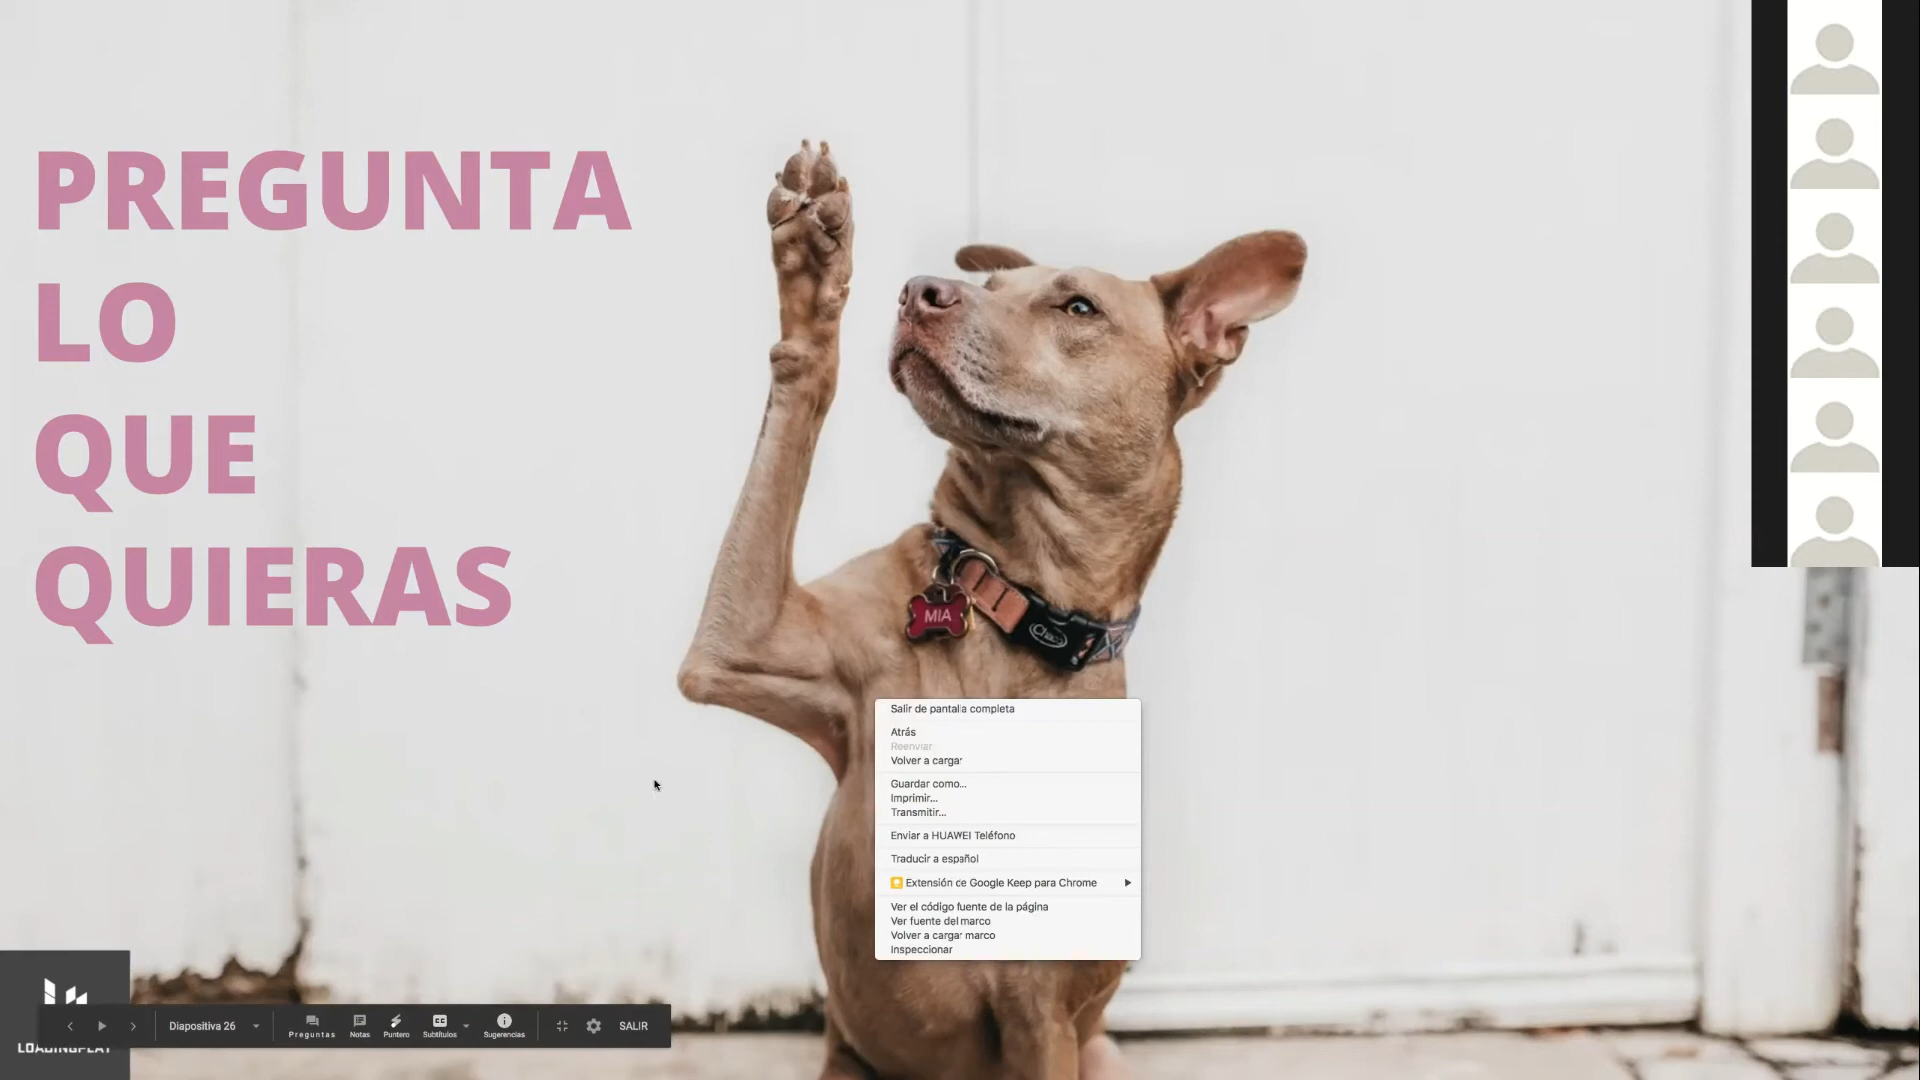 PREGUNTA
LO
QUE
QUIERAS
MIA
Chaco
Salir de pantalla completa
Atrás
Reenviar
Volver a cargar
Guardar como...
Imprimir...
Transmitir...
Enviar a HUAWEI Teléfono
Traducir a español
Extensión de Google Keep para Chrome
Ver el código fuente de la página
Ver fuente del marco
Volver a cargar marco
Inspeccionar
Diapositiva 26
Preguntas
Notas
Puntero
CC
Subtítulos
Sugerencias
SALIR
LOADINGPLAY